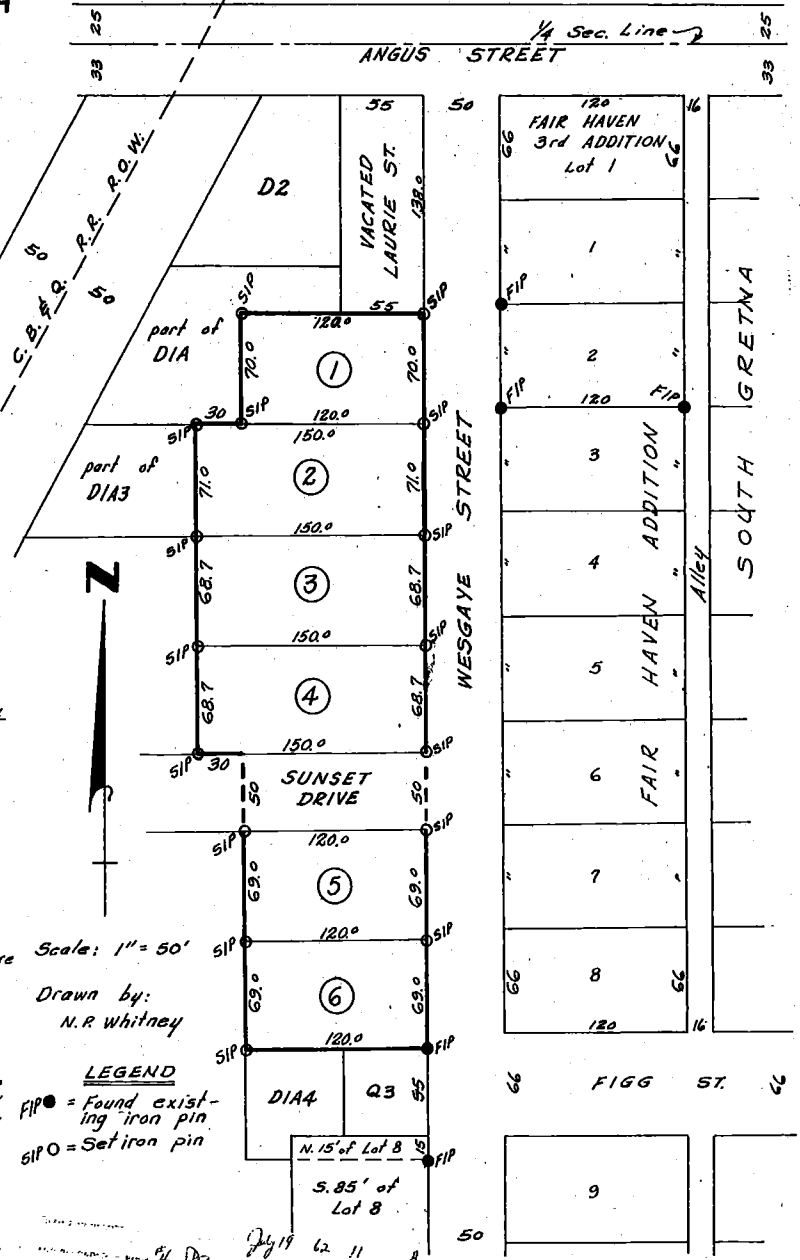 25
33
1/4 Sec. Line
25
33
ANGUS STREET
55
50
120
16
FAIR HAVEN
3rd ADDITION
Lot 1
66
66
D2
VACATED
LAURIE ST.
138.0
C. B. & Q. R.R. R.O.W.
50
50
SIP
55
SIP
120.0
part of
D1A
70.0
1
70.0
30
SIP
SIP
120.0
SIP
150.0
part of
D1A3
71.0
2
71.0
SIP
150.0
SIP
68.7
3
68.7
SIP
150.0
SIP
68.7
4
68.7
SIP
30
150.0
SIP
50
SUNSET
DRIVE
50
SIP
120.0
SIP
69.0
5
69.0
SIP
120.0
SIP
69.0
6
69.0
SIP
120.0
FIP
WESGAYE STREET
" 1 "
FIP
" 2 "
FIP
120
FIP
" 3 "
" 4 "
" 5 "
" 6 "
" 7 "
66
8
66
120
16
FAIR HAVEN ADDITION
Alley
SOUTH GRETNA
N
Scale: 1" = 50'
Drawn by:
N.P. Whitney
LEGEND
FIP = Found exist-
ing iron pin
SIP = Set iron pin
D1A4
Q3
55
66
FIGG ST.
66
N. 15' of Lot 8
15
FIP
S. 85' of
Lot 8
9
50
July 19 62 11